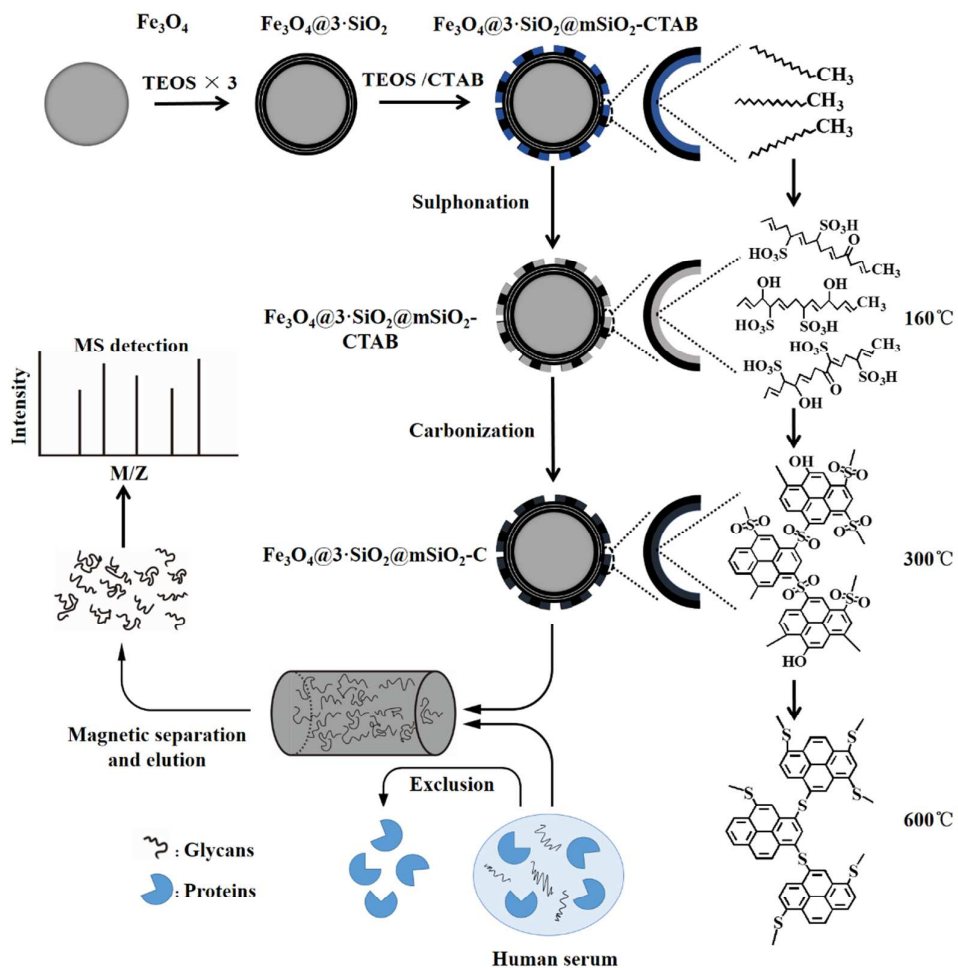 Fe₃O₄
Fe₃O₄@3·SiO₂
Fe₃O₄@3·SiO₂@mSiO₂-CTAB
TEOS × 3
TEOS /CTAB
CH3
CH3
CH3
Sulphonation
SO₃H
SO₃H
O
HO₃S
HO₃S
CH₃
OH
OH
CH₃
HO₃S
SO₃H
160℃
HO₃S
SO₃H
CH₃
HO₃S
SO₃H
O
OH
Fe₃O₄@3·SiO₂@mSiO₂-
CTAB
MS detection
Intensity
M/Z
Carbonization
OH
S
O
O
O
S
O
O
S
O
Fe₃O₄@3·SiO₂@mSiO₂-C
300℃
O
S
O
O
S
O
HO
Magnetic separation
and elution
Exclusion
S
S
S
S
S
S
S
S
600℃
: Glycans
: Proteins
Human serum